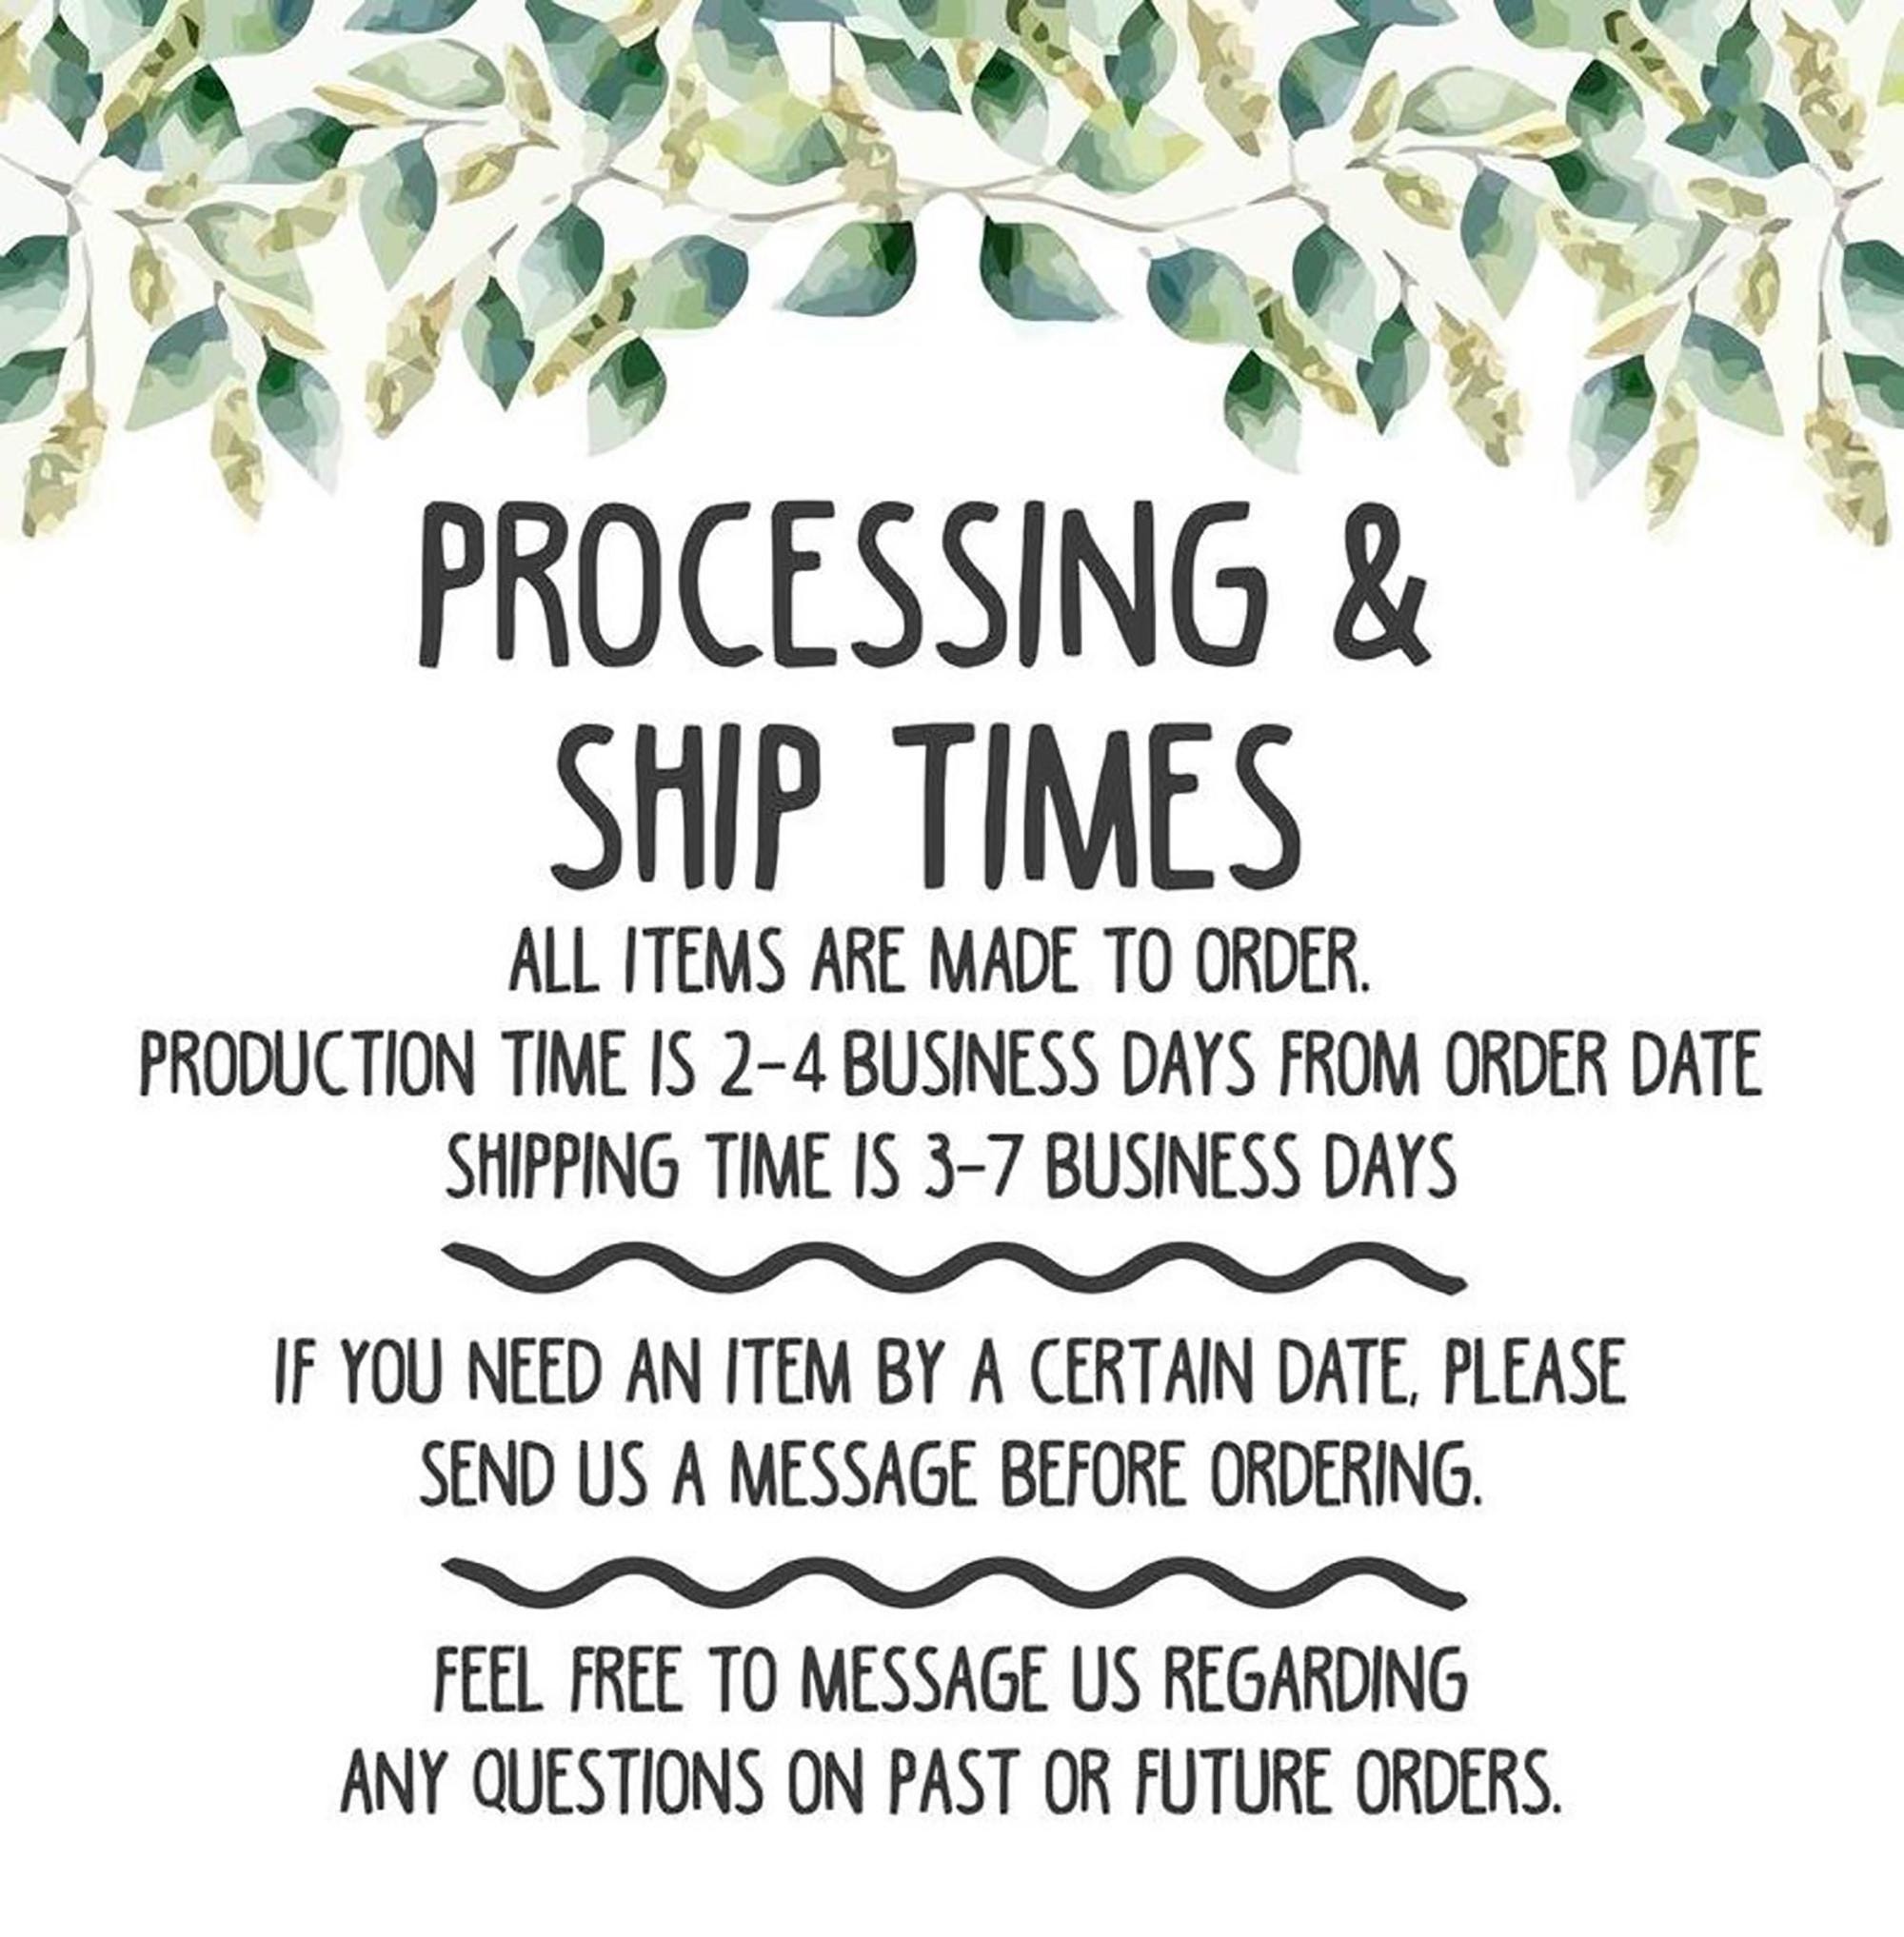 PROCESSING &
SHIP TIMES
ALL ITEMS ARE MADE TO ORDER.
PRODUCTION TIME IS 2-4 BUSINESS DAYS FROM ORDER DATE
SHIPPING TIME IS 3-7 BUSINESS DAYS
IF YOU NEED AN ITEM BY A CERTAIN DATE, PLEASE
SEND US A MESSAGE BEFORE ORDERING.
FEEL FREE TO MESSAGE US REGARDING
ANY QUESTIONS ON PAST OR FUTURE ORDERS.